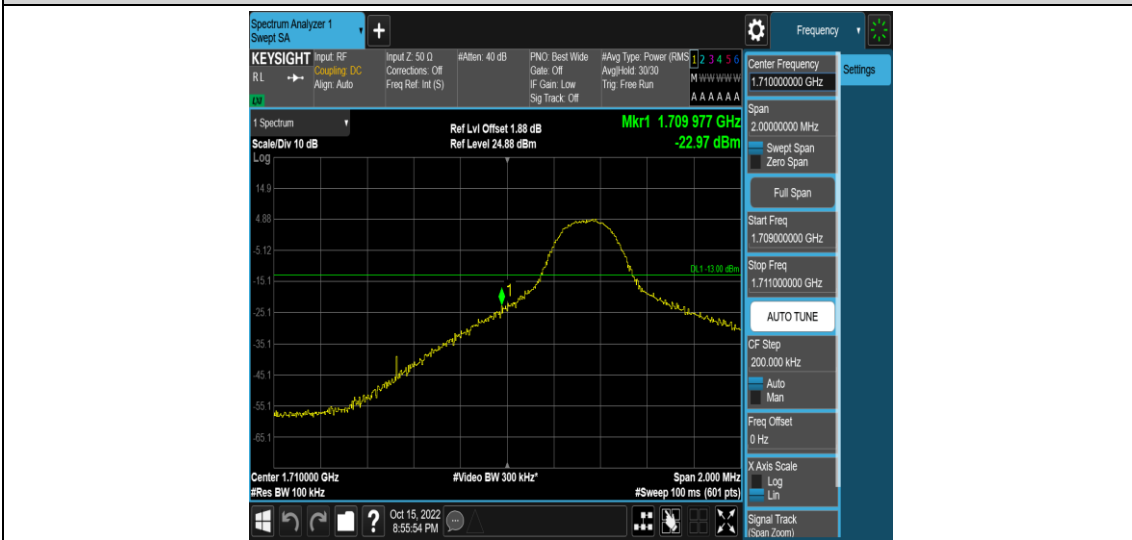 Spectrum Analyzer 1
Swept SA
+
Frequency
KEYSIGHT
RL
LXI
Input: RF
Coupling: DC
Align: Auto
Input Z: 50 Ω
Corrections: Off
Freq Ref: Int (S)
#Atten: 40 dB
PNO: Best Wide
Gate: Off
IF Gain: Low
Sig Track: Off
#Avg Type: Power (RMS
Avg|Hold: 30/30
Trig: Free Run
1 2 3 4 5 6
M W W W W W
A A A A A A
1 Spectrum
Scale/Div 10 dB
Log
Ref Lvl Offset 1.88 dB
Ref Level 24.88 dBm
Mkr1 1.709 977 GHz
-22.97 dBm
14.9
4.88
-5.12
-15.1
-25.1
-35.1
-45.1
-55.1
-65.1
DL1 -13.00 dBm
1
Center 1.710000 GHz
#Res BW 100 kHz
#Video BW 300 kHz*
Span 2.000 MHz
#Sweep 100 ms (601 pts)
Center Frequency
1.710000000 GHz
Settings
Span
2.00000000 MHz
Swept Span
Zero Span
Full Span
Start Freq
1.709000000 GHz
Stop Freq
1.711000000 GHz
AUTO TUNE
CF Step
200.000 kHz
Auto
Man
Freq Offset
0 Hz
X Axis Scale
Log
Lin
Signal Track
(Span Zoom)
?
Oct 15, 2022
8:55:54 PM